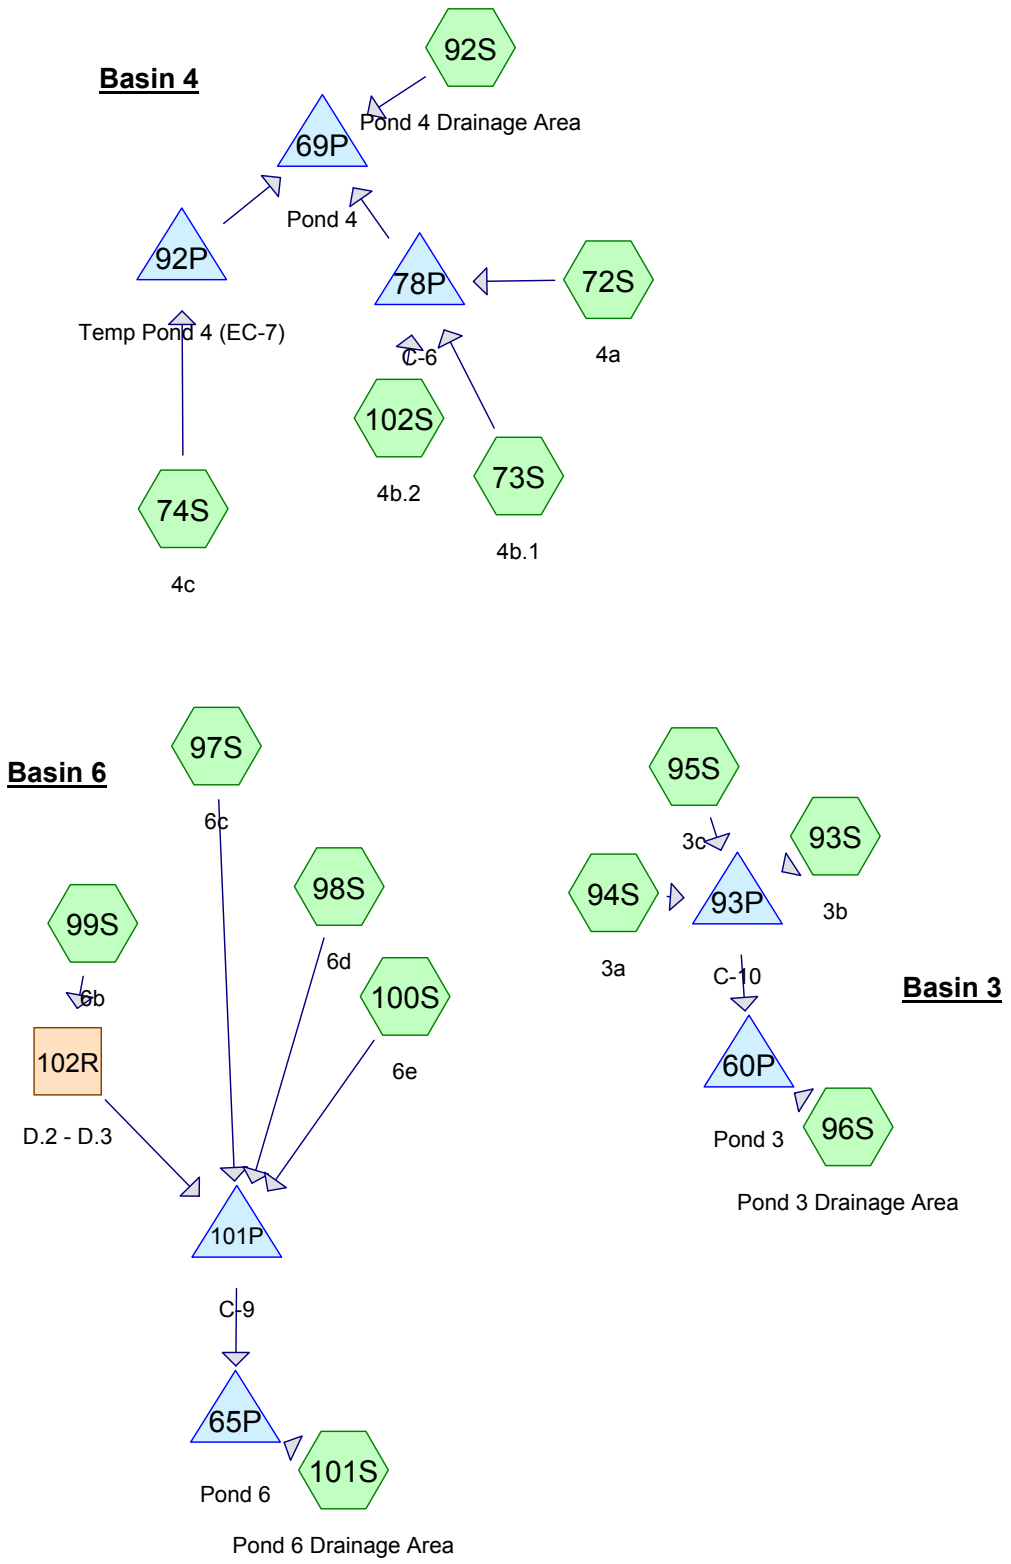 92S
Basin 4
Pond 4 Drainage Area
69P
Pond 4
92P
78P
72S
Temp Pond 4 (EC-7)
C-6
4a
102S
73S
4b.2
74S
4b.1
4c
97S
95S
Basin 6
6c
3c
93S
98S
94S
93P
3b
99S
6d
3a
C-10
Basin 3
6b
100S
102R
6e
60P
D.2 - D.3
Pond 3
96S
Pond 3 Drainage Area
101P
C-9
65P
101S
Pond 6
Pond 6 Drainage Area